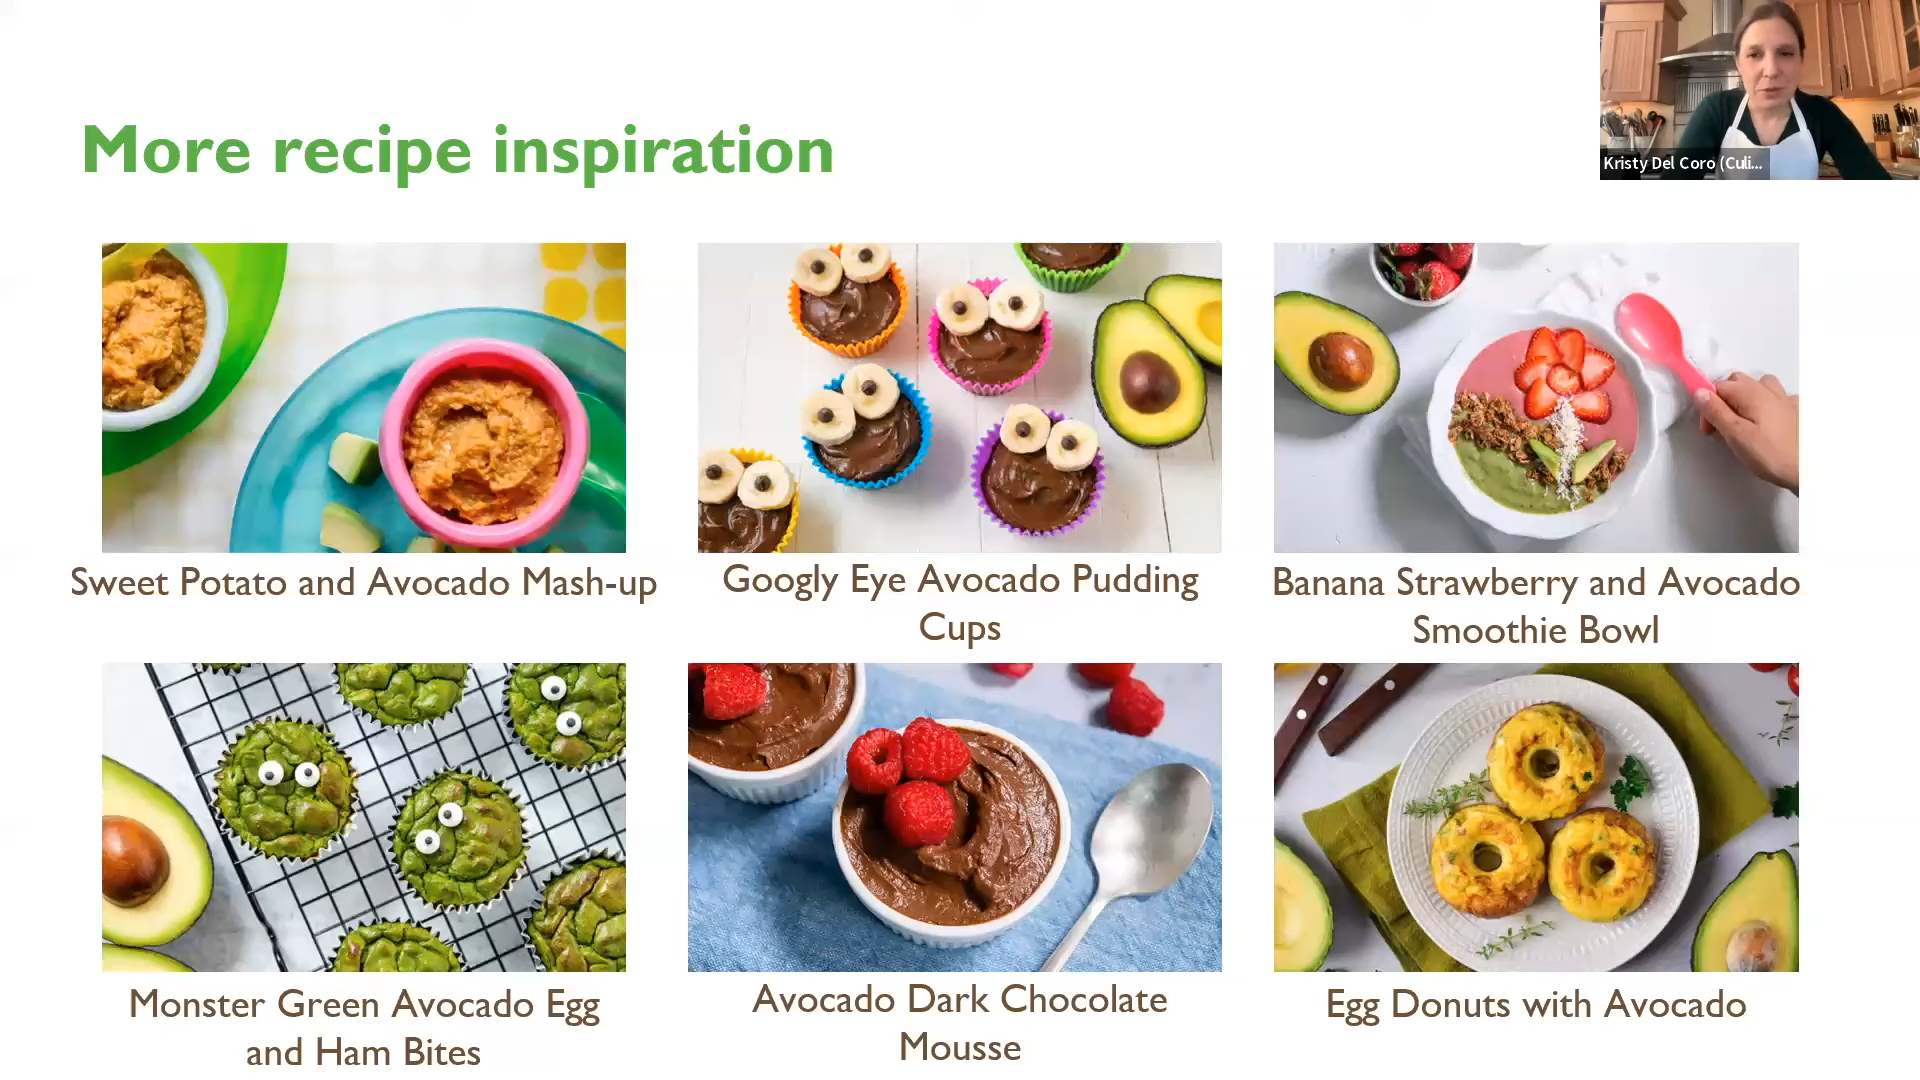 More recipe inspiration
Kristy Del Coro (Culi...
Sweet Potato and Avocado Mash-up
Googly Eye Avocado Pudding
Cups
Banana Strawberry and Avocado
Smoothie Bowl
Monster Green Avocado Egg
and Ham Bites
Avocado Dark Chocolate
Mousse
Egg Donuts with Avocado